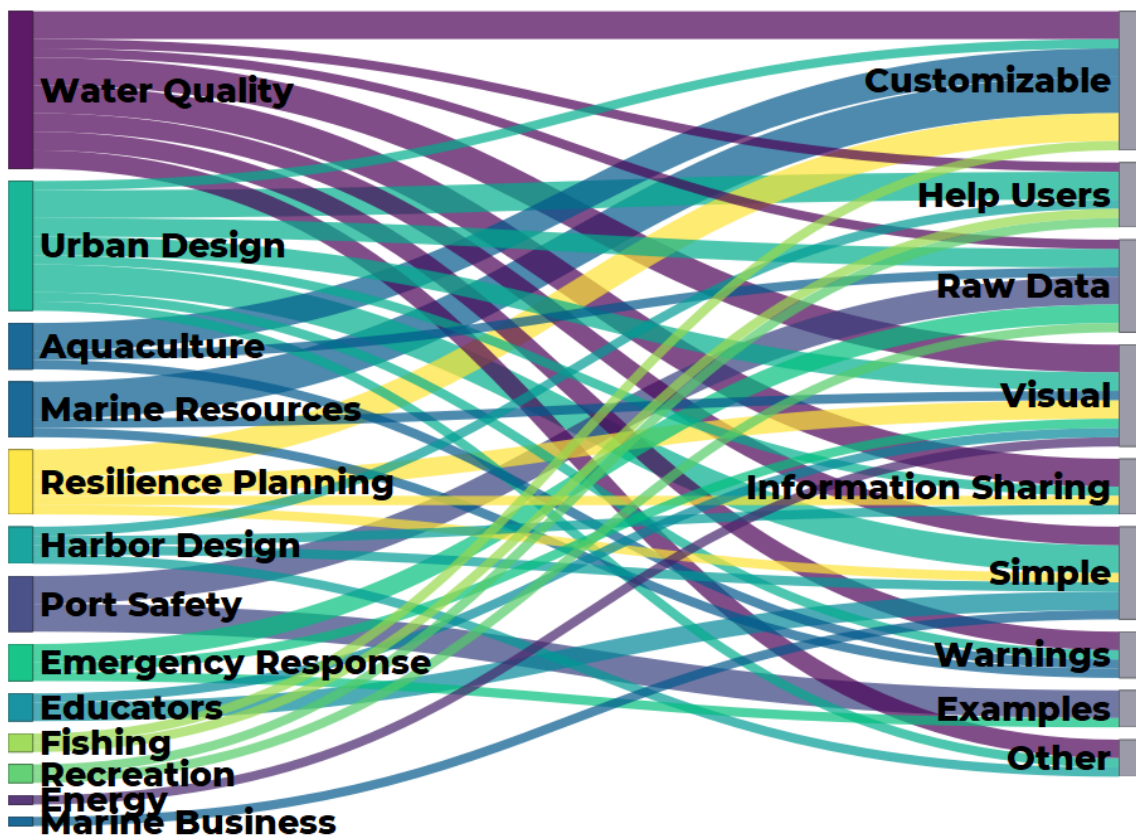 Water Quality
Urban Design
Aquaculture
Marine Resources
Resilience Planning
Harbor Design
Port Safety
Emergency Response
Educators
Fishing
Recreation
Energy
Marine Business
Customizable
Help Users
Raw Data
Visual
Information Sharing
Simple
Warnings
Examples
Other